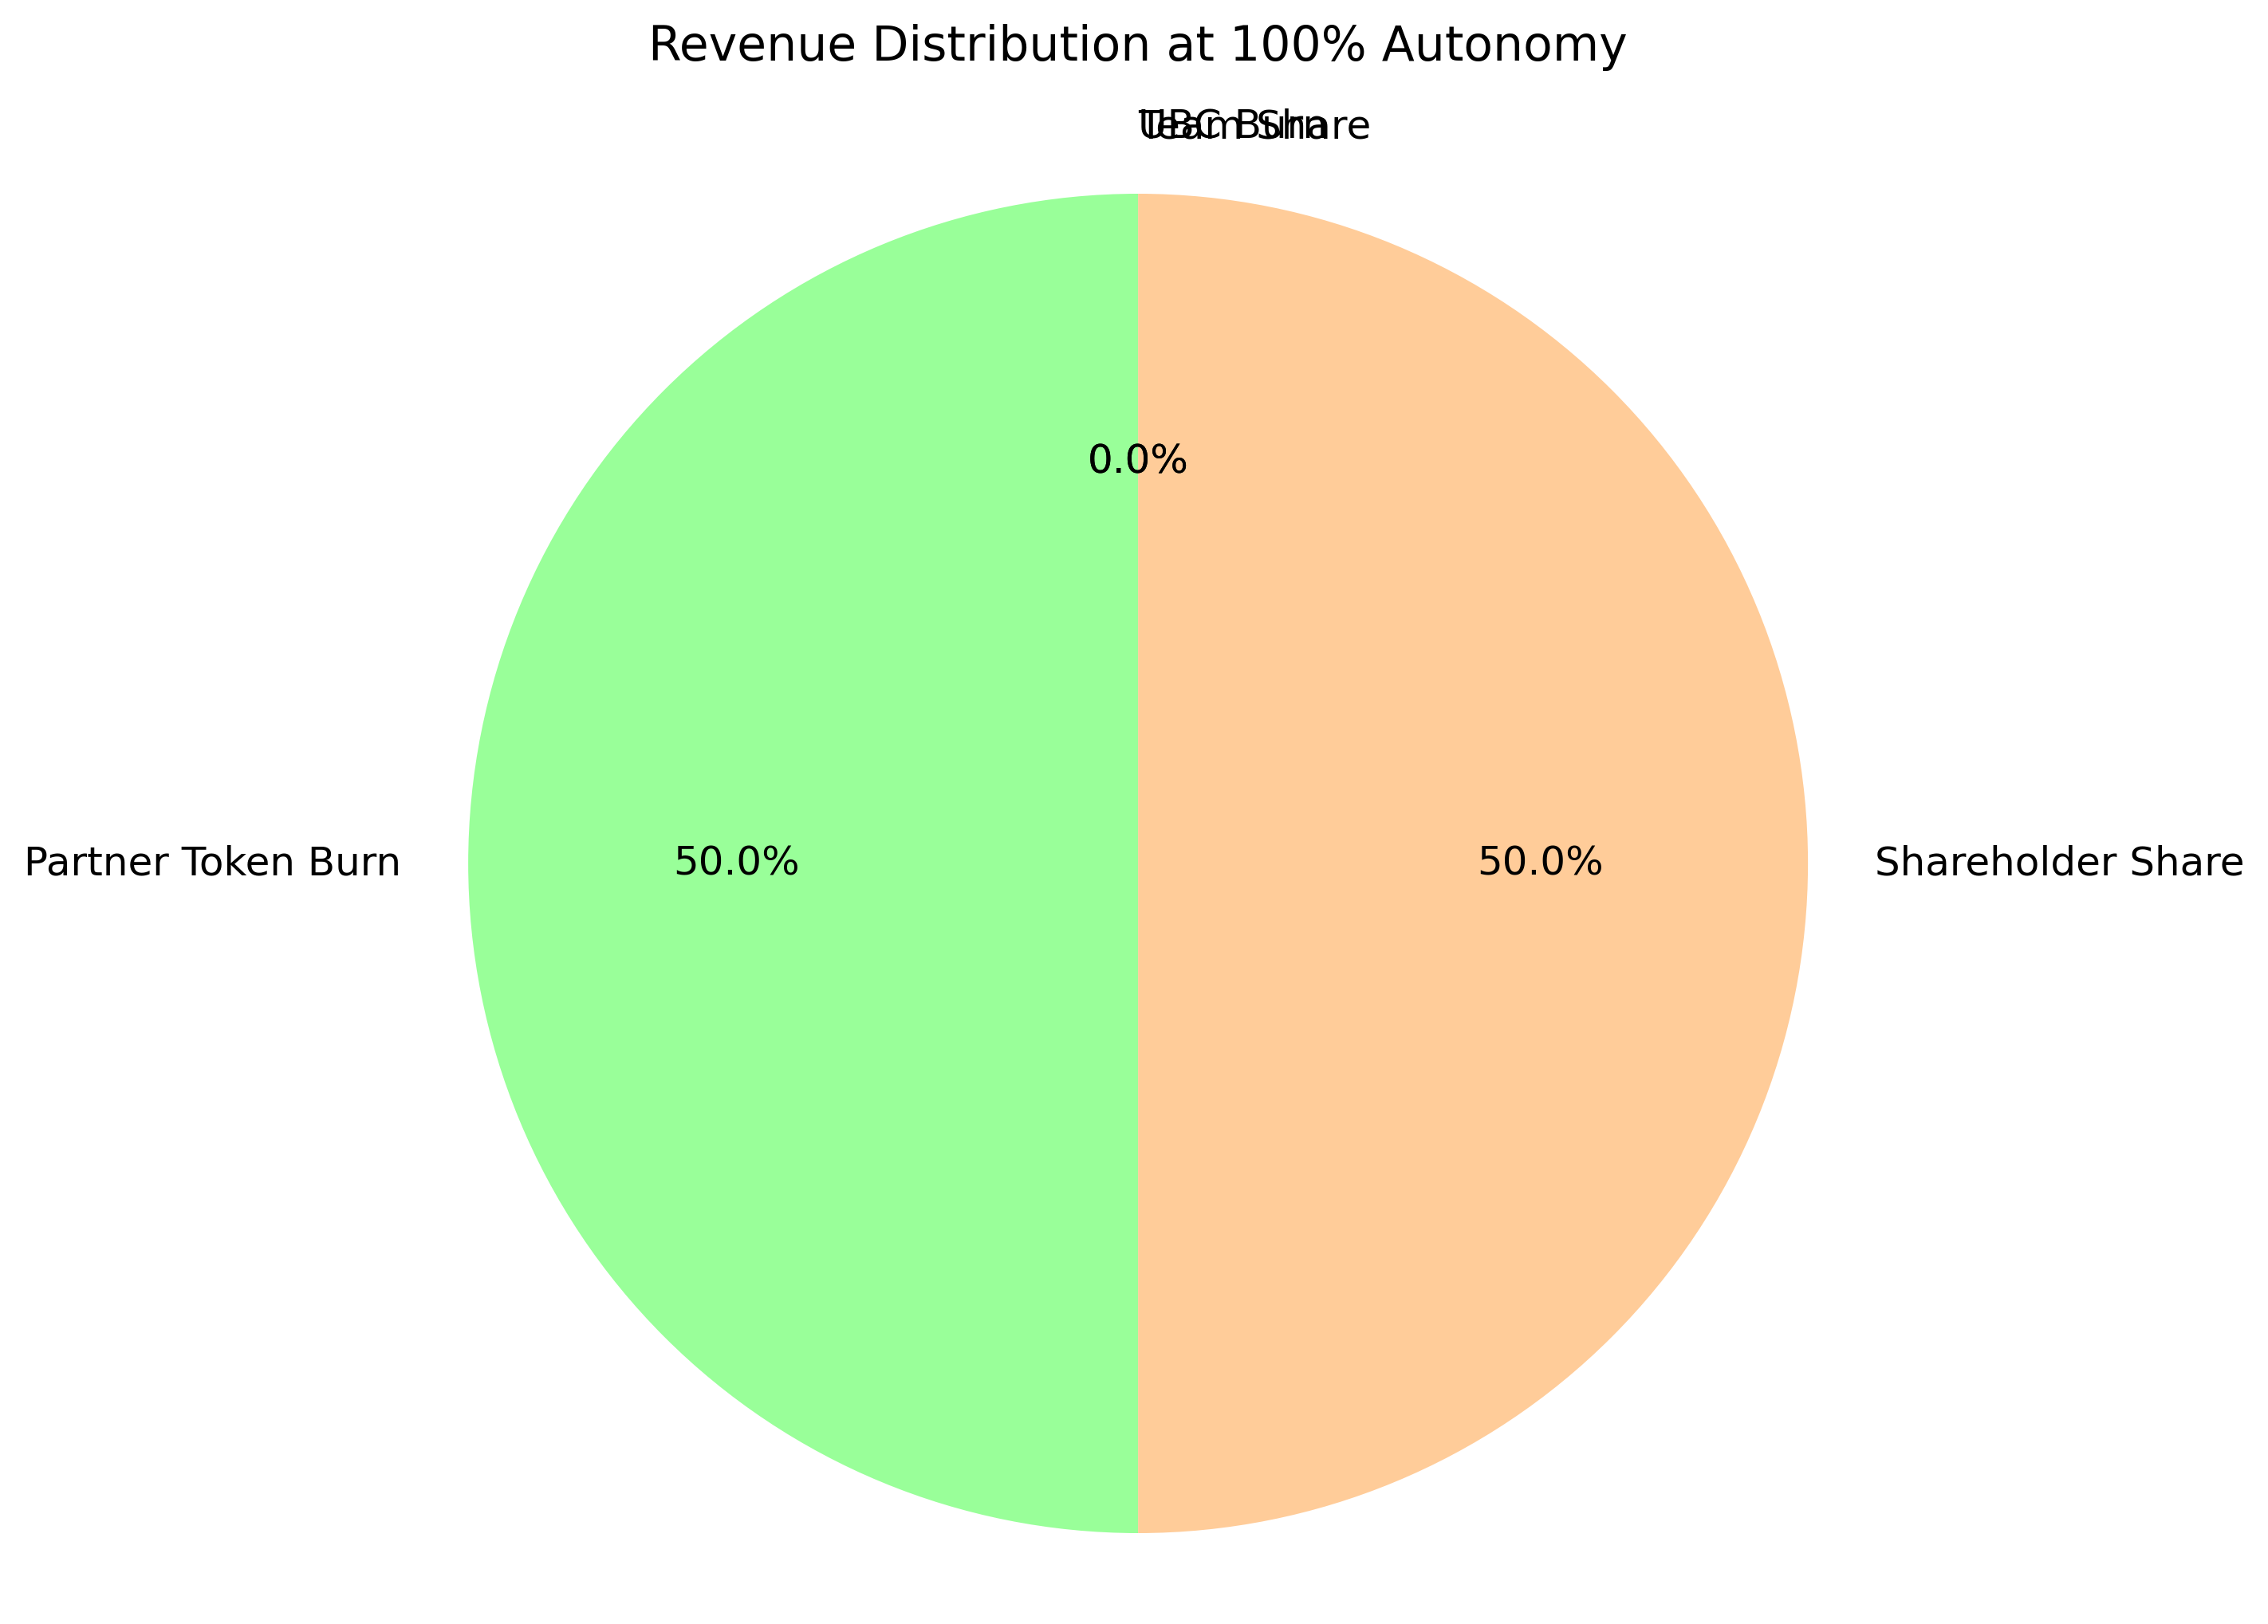 Revenue Distribution at 100% Autonomy
0.0%
Partner Token Burn
50.0%
50.0%
Shareholder Share